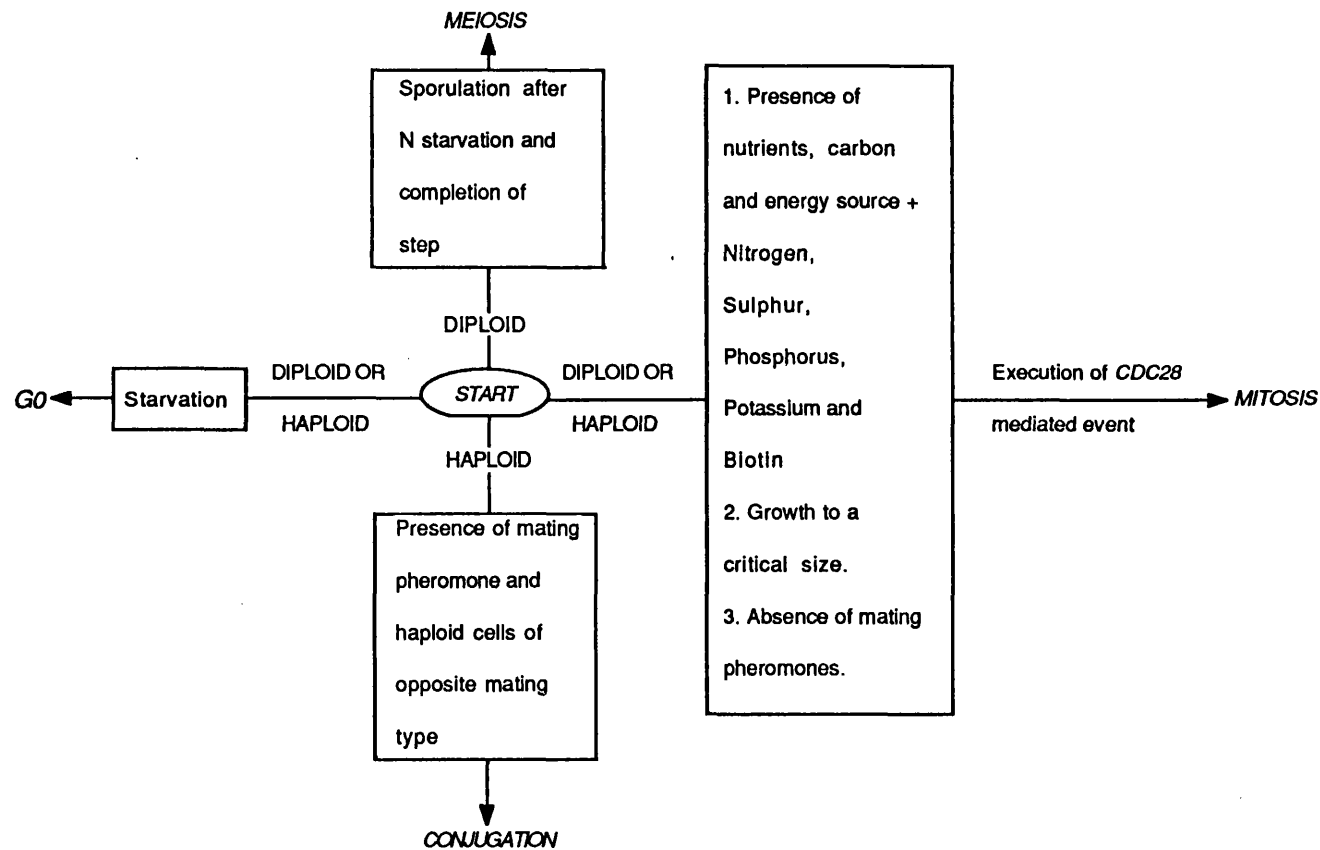 MEIOSIS
Sporulation after
N starvation and
completion of
step
DIPLOID
G0
Starvation
DIPLOID OR
HAPLOID
START
DIPLOID OR
HAPLOID
HAPLOID
Presence of mating
pheromone and
haploid cells of
opposite mating
type
CONJUGATION
1. Presence of
nutrients, carbon
and energy source +
Nitrogen,
Sulphur,
Phosphorus,
Potassium and
Biotin
2. Growth to a
critical size.
3. Absence of mating
pheromones.
Execution of CDC28
mediated event
MITOSIS